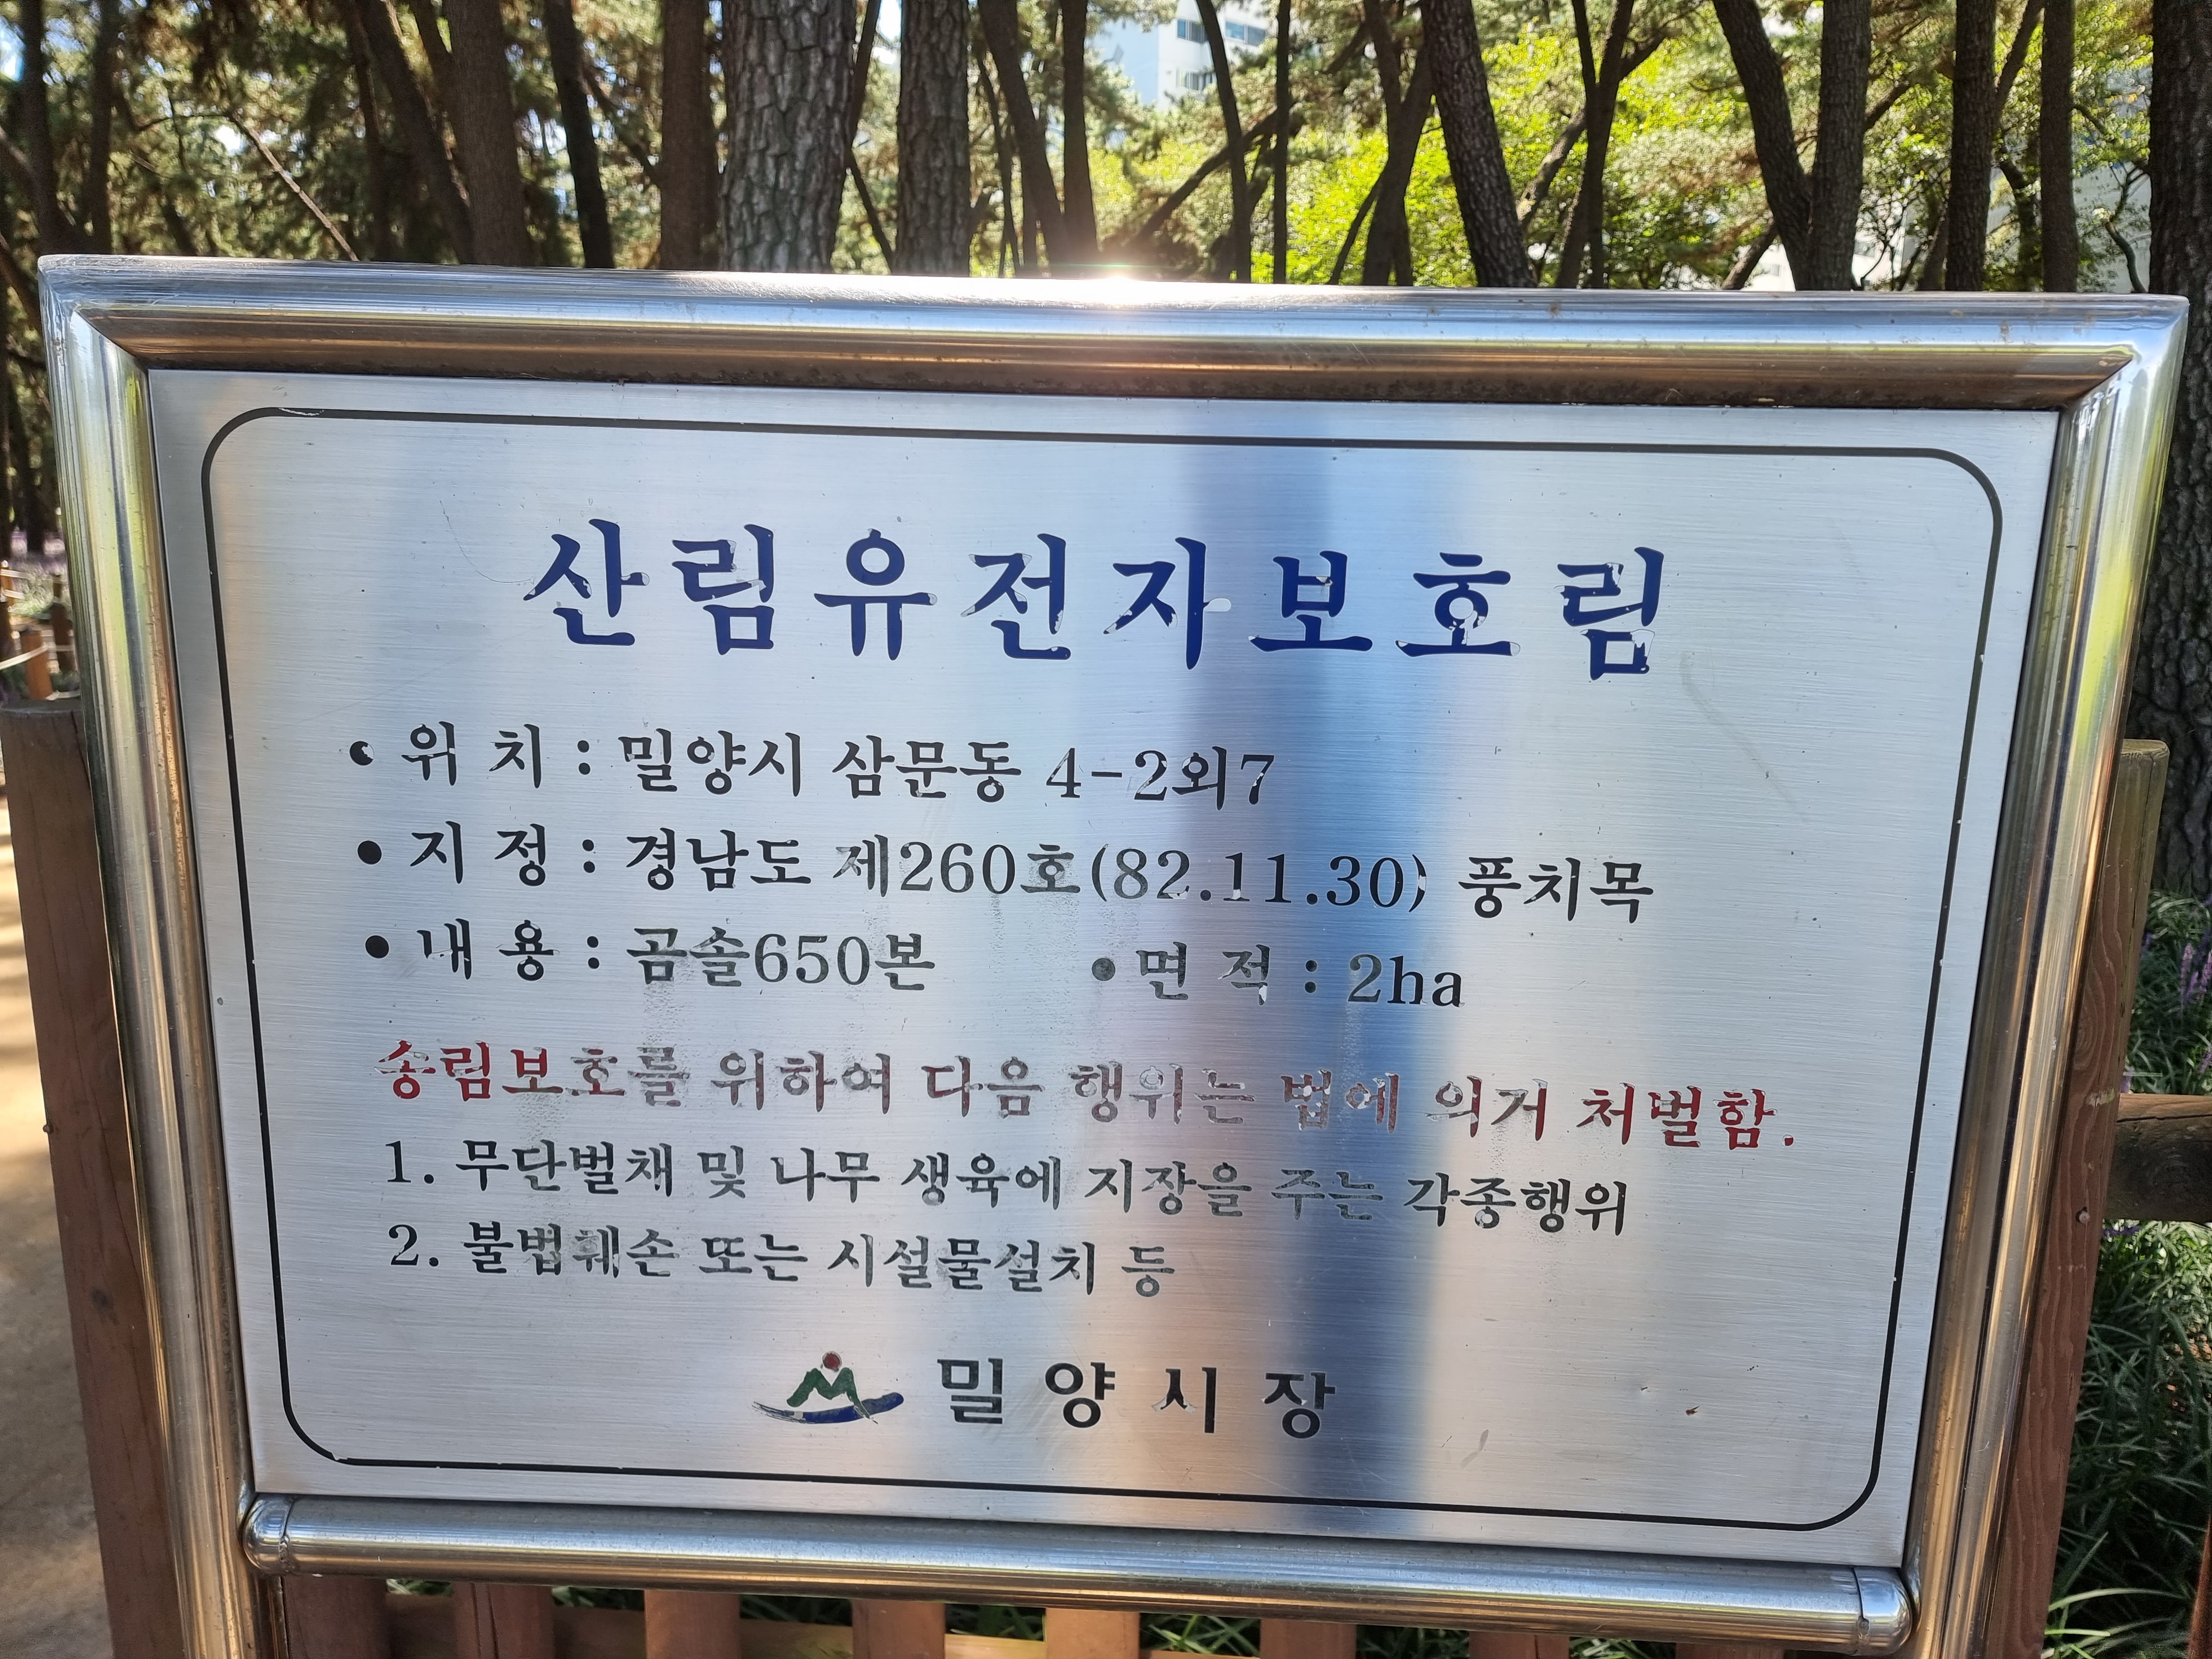 산림유전자보호림
• 위 치 : 밀양시 삼문동 4-2외7
• 지 정 : 경남도 제260호(82.11.30) 풍치목
• 내 용 : 곰솔650본 • 면 적 : 2ha
송림보호를 위하여 다음 행위는 법에 의거 처벌함.
1. 무단벌채 및 나무 생육에 지장을 주는 각종행위
2. 불법훼손 또는 시설물설치 등
밀양시장